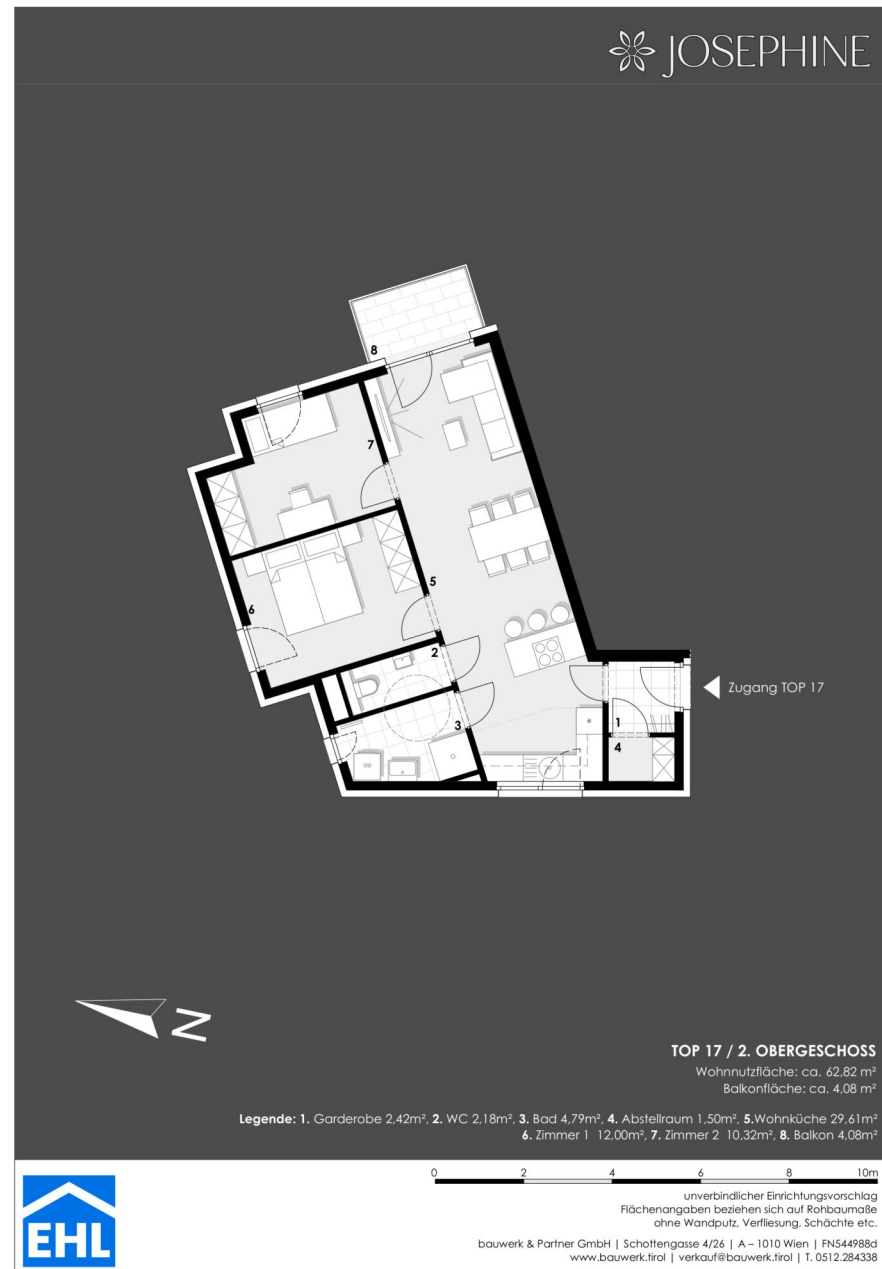 JOSEPHINE
8
7
5
6
2
3
WM
1
4
Zugang TOP 17
N
TOP 17 / 2. OBERGESCHOSS
Wohnnutzfläche: ca. 62,82 m²
Balkonfläche: ca. 4,08 m²
Legende: 1. Garderobe 2,42m², 2. WC 2,18m², 3. Bad 4,79m², 4. Abstellraum 1,50m², 5.Wohnküche 29,61m²
6. Zimmer 1 12,00m², 7. Zimmer 2 10,32m², 8. Balkon 4,08m²
0 2 4 6 8 10m
unverbindlicher Einrichtungsvorschlag
Flächenangaben beziehen sich auf Rohbaumaße
ohne Wandputz, Verfliesung, Schächte etc.
EHL
bauwerk & Partner GmbH | Schottengasse 4/26 | A – 1010 Wien | FN544988d
www.bauwerk.tirol | verkauf@bauwerk.tirol | T. 0512.284338